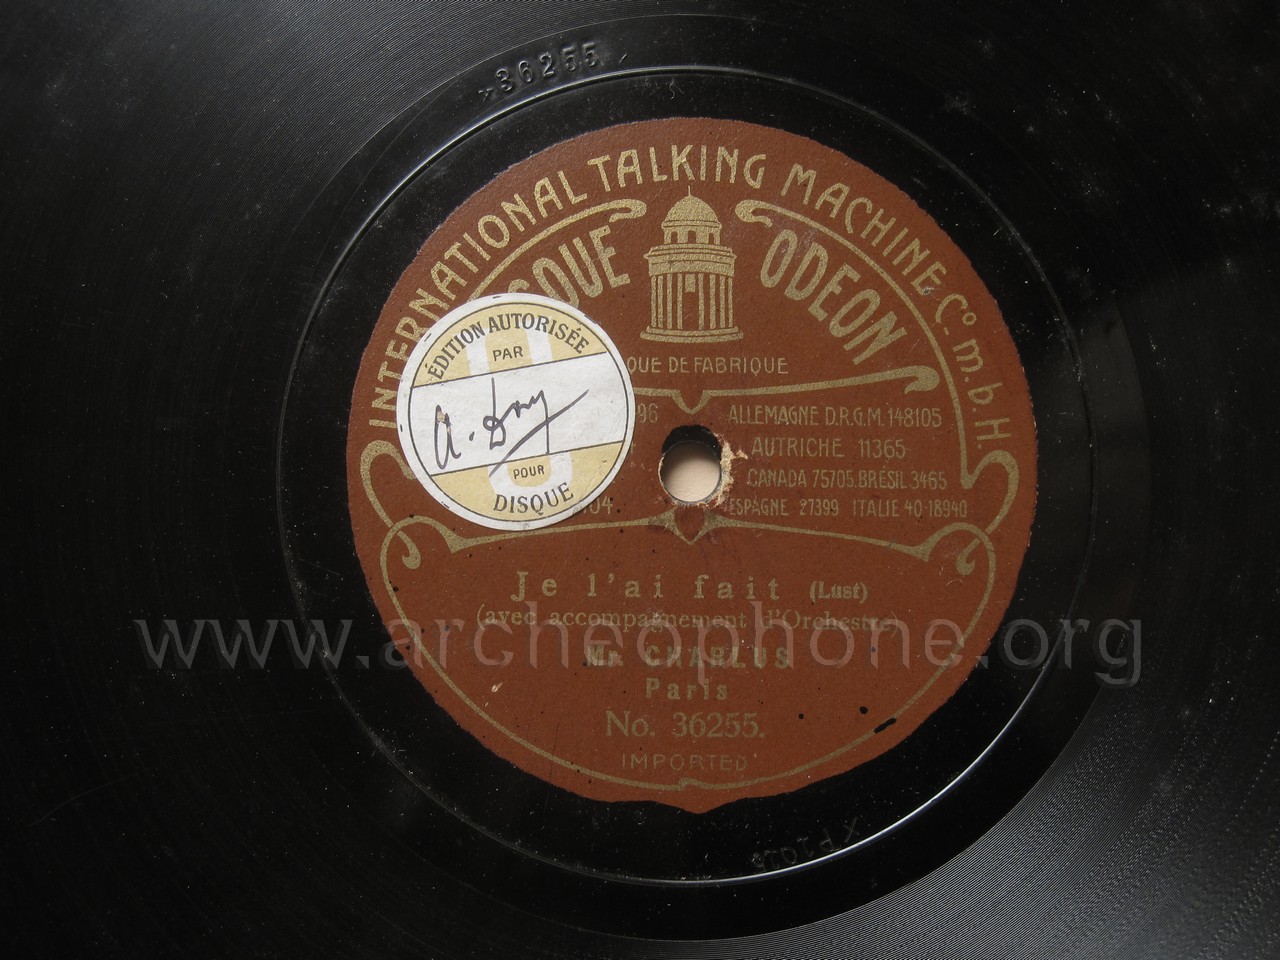 36255
INTERNATIONAL TALKING MACHINE Co. m.b.H
ODEON
ÉDITION AUTORISÉE
PAR
POUR
DISQUE
DE FABRIQUE
96 ALLEMAGNE D.R.G.M. 148105
AUTRICHE 11365
CANADA 75705. BRÉSIL 3465
ESPAGNE 27399 ITALIE 40-18940
Je l'ai fait (Lust)
(avec accompagnement d'Orchestre)
www.archeophone.org
Mr. CHARLUS
Paris
No. 36255.
IMPORTED